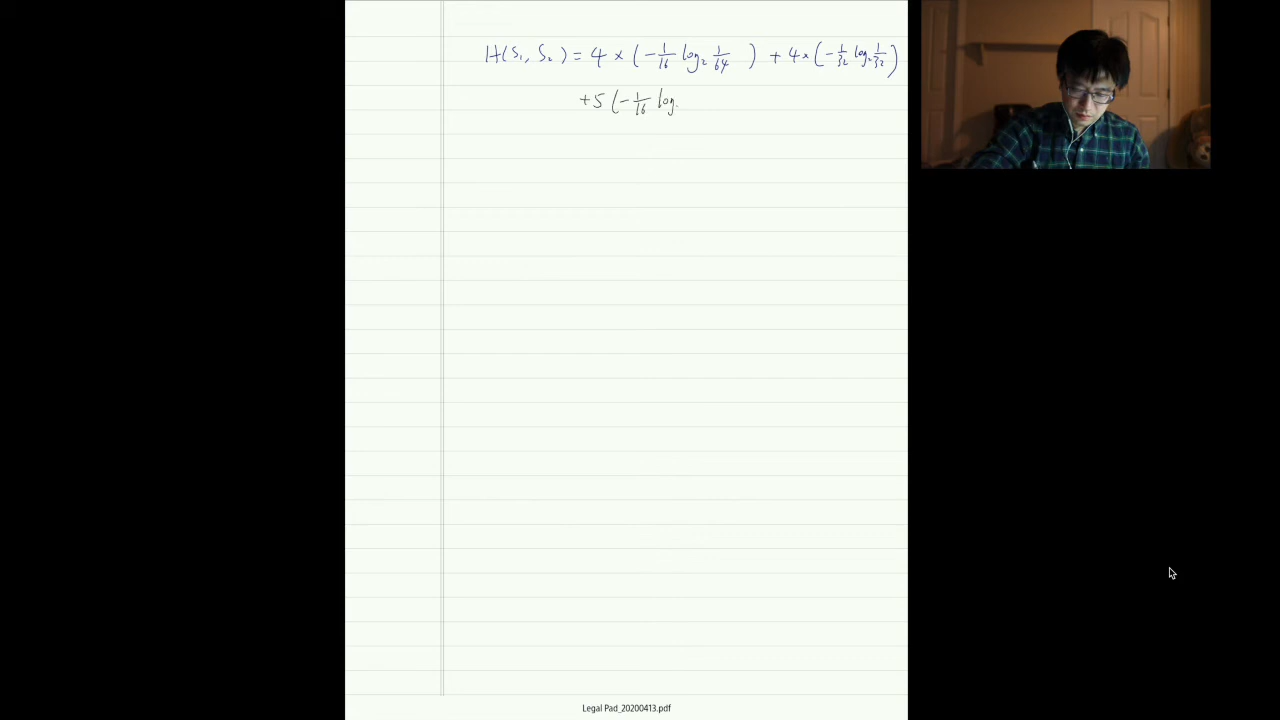 H(S₁, S₂) = 4 × (-1/16 log₂ 1/64 ) + 4 × (-1/32 log₂ 1/32)
+5 (-1/16 log
Legal Pad_20200413.pdf